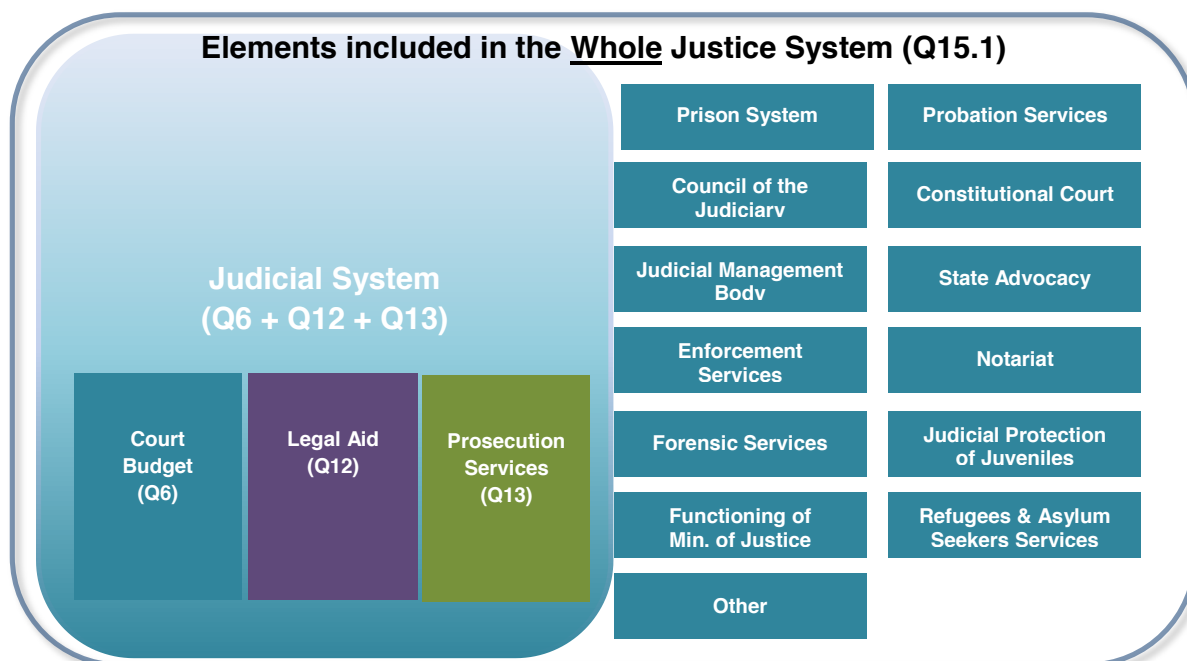 Elements included in the Whole Justice System (Q15.1)
Judicial System
(Q6 + Q12 + Q13)
Court
Budget
(Q6)
Legal Aid
(Q12)
Prosecution
Services
(Q13)
Prison System
Probation Services
Council of the
Judiciary
Constitutional Court
Judicial Management
Body
State Advocacy
Enforcement
Services
Notariat
Forensic Services
Judicial Protection
of Juveniles
Functioning of
Min. of Justice
Refugees & Asylum
Seekers Services
Other